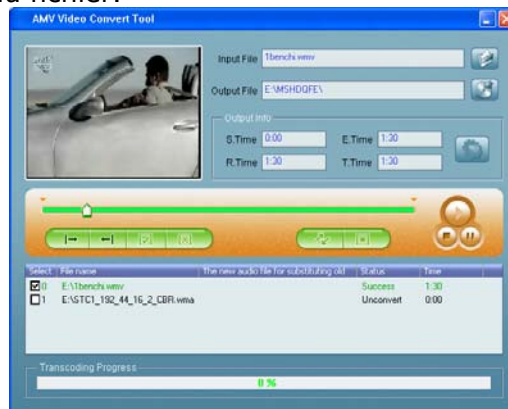 du fichier.
AMV Video Convert Tool
Input File 1benchi.wmv
Output File E:\MSHDQFE\
Output Info
S.Time 0:00 E.Time 1:30
R.Time 1:30 T.Time 1:30
Select File name The new audio file for substituting old Status Time
0 E:\1benchi.wmv Success 1:30
1 E:\STC1_192_44_16_2_CBR.wma Unconvert 0:00
Transcoding Progress
0 %